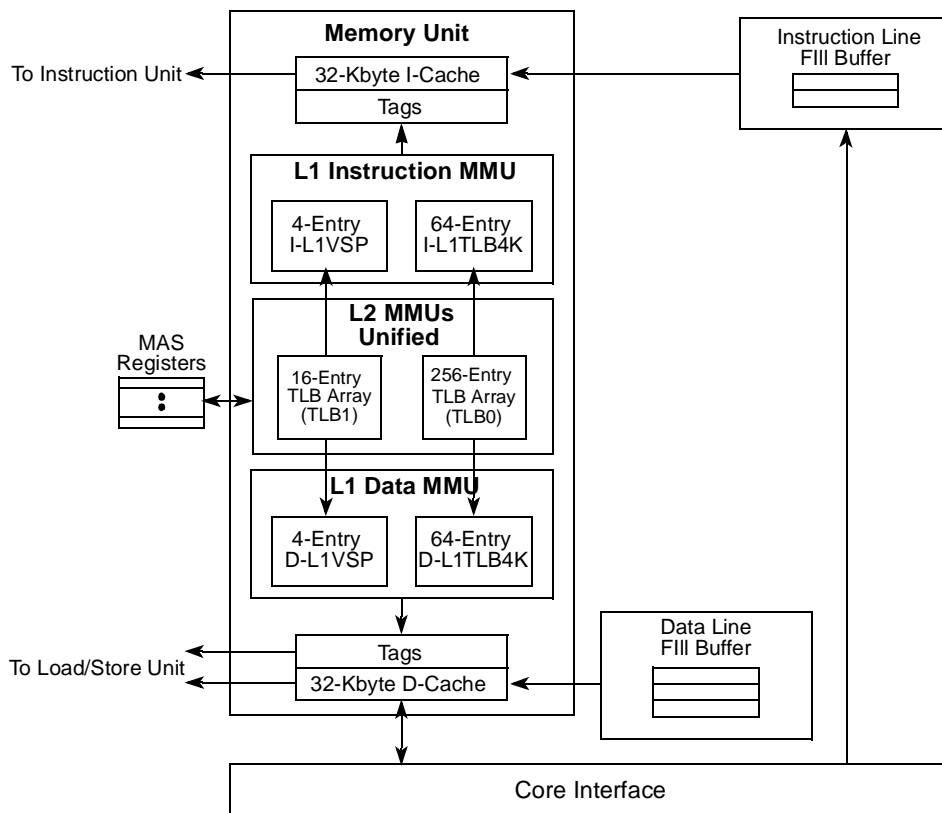 Memory Unit
Instruction Line
FIll Buffer
To Instruction Unit
32-Kbyte I-Cache
Tags
L1 Instruction MMU
4-Entry
I-L1VSP
64-Entry
I-L1TLB4K
L2 MMUs
Unified
MAS
Registers
16-Entry
TLB Array
(TLB1)
256-Entry
TLB Array
(TLB0)
L1 Data MMU
4-Entry
D-L1VSP
64-Entry
D-L1TLB4K
Data Line
FIll Buffer
To Load/Store Unit
Tags
32-Kbyte D-Cache
Core Interface